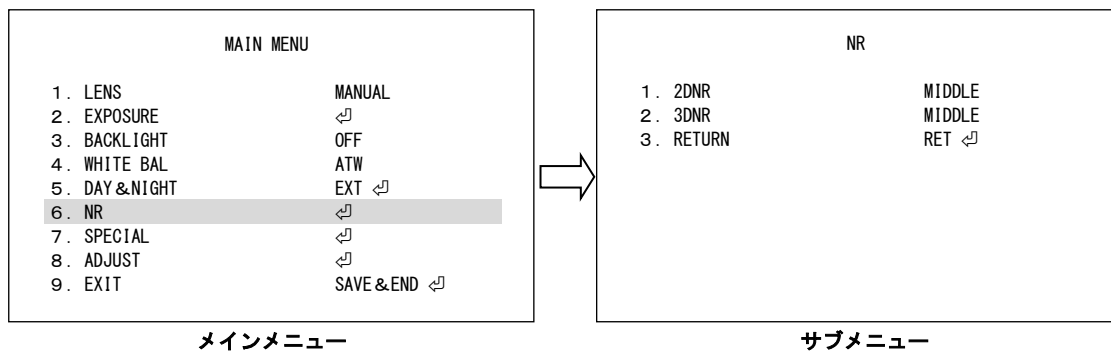 MAIN MENU
1. LENS MANUAL
2. EXPOSURE ⏎
3. BACKLIGHT OFF
4. WHITE BAL ATW
5. DAY&NIGHT EXT ⏎
6. NR ⏎
7. SPECIAL ⏎
8. ADJUST ⏎
9. EXIT SAVE&END ⏎
メインメニュー
NR
1. 2DNR MIDDLE
2. 3DNR MIDDLE
3. RETURN RET ⏎
サブメニュー